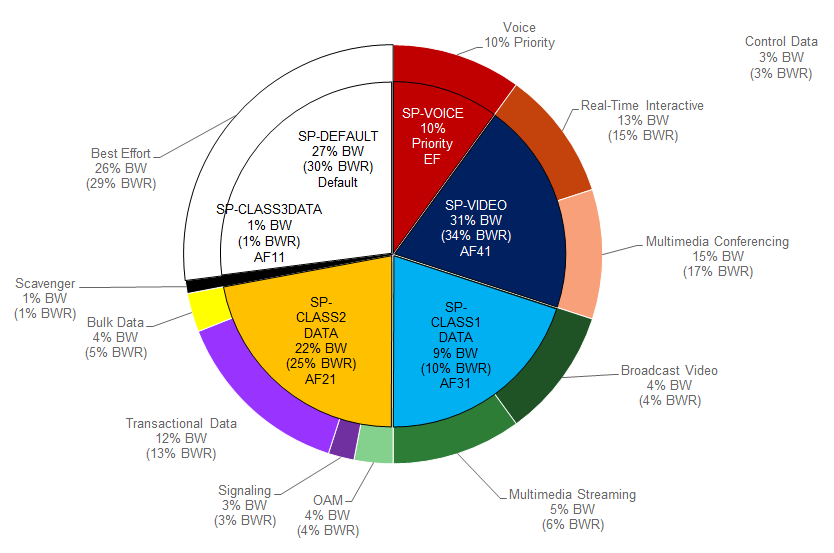 Voice
10% Priority
Control Data
3% BW
(3% BWR)
Real-Time Interactive
13% BW
(15% BWR)
Multimedia Conferencing
15% BW
(17% BWR)
Broadcast Video
4% BW
(4% BWR)
Multimedia Streaming
5% BW
(6% BWR)
OAM
4% BW
(4% BWR)
Signaling
3% BW
(3% BWR)
Transactional Data
12% BW
(13% BWR)
Bulk Data
4% BW
(5% BWR)
Scavenger
1% BW
(1% BWR)
Best Effort
26% BW
(29% BWR)
SP-VOICE
10%
Priority
EF
SP-VIDEO
31% BW
(34% BWR)
AF41
SP-
CLASS1
DATA
9% BW
(10% BWR)
AF31
SP-
CLASS2
DATA
22% BW
(25% BWR)
AF21
SP-CLASS3DATA
1% BW
(1% BWR)
AF11
SP-DEFAULT
27% BW
(30% BWR)
Default